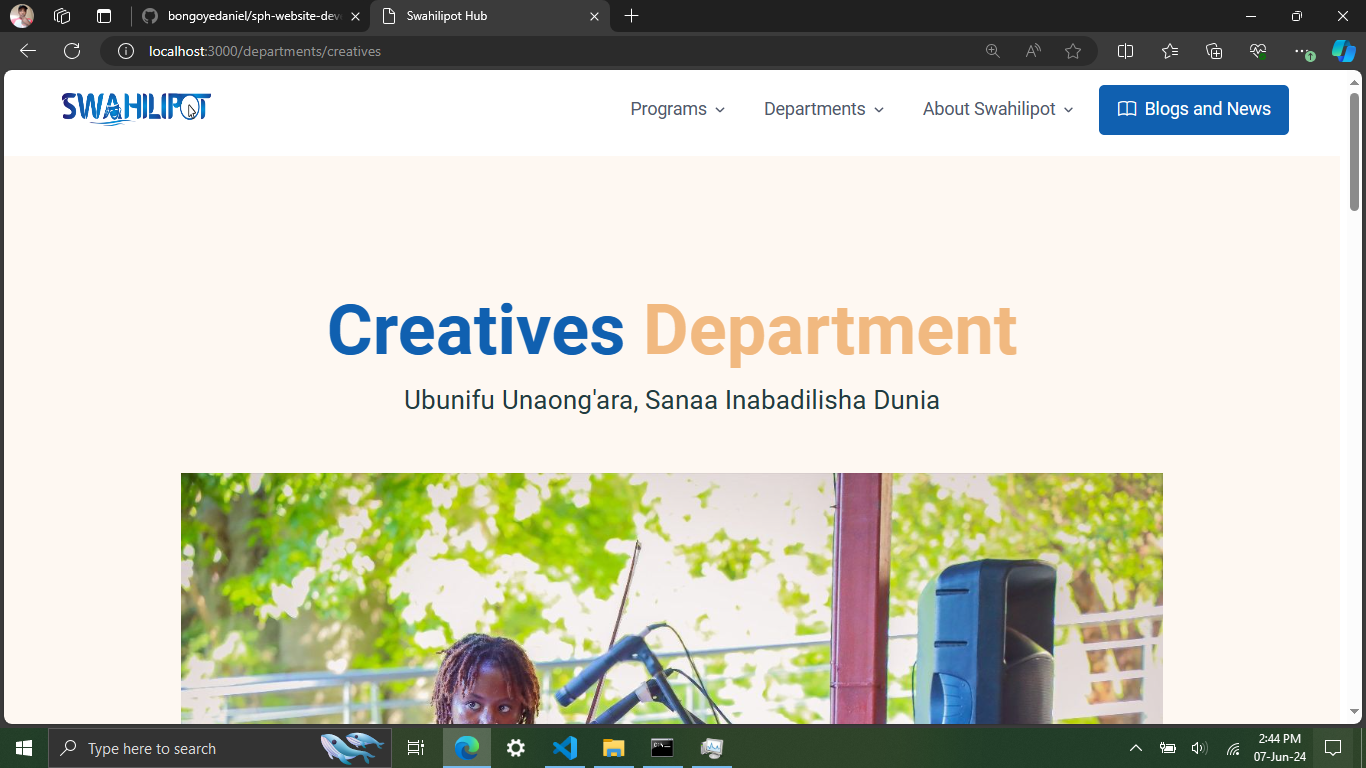 bongoyedaniel/sph-website-deve
Swahilipot Hub
localhost:3000/departments/creatives
SWAHILIPOT
Programs
Departments
About Swahilipot
Blogs and News
Creatives Department
Ubunifu Unaong'ara, Sanaa Inabadilisha Dunia
Type here to search
2:44 PM
07-Jun-24